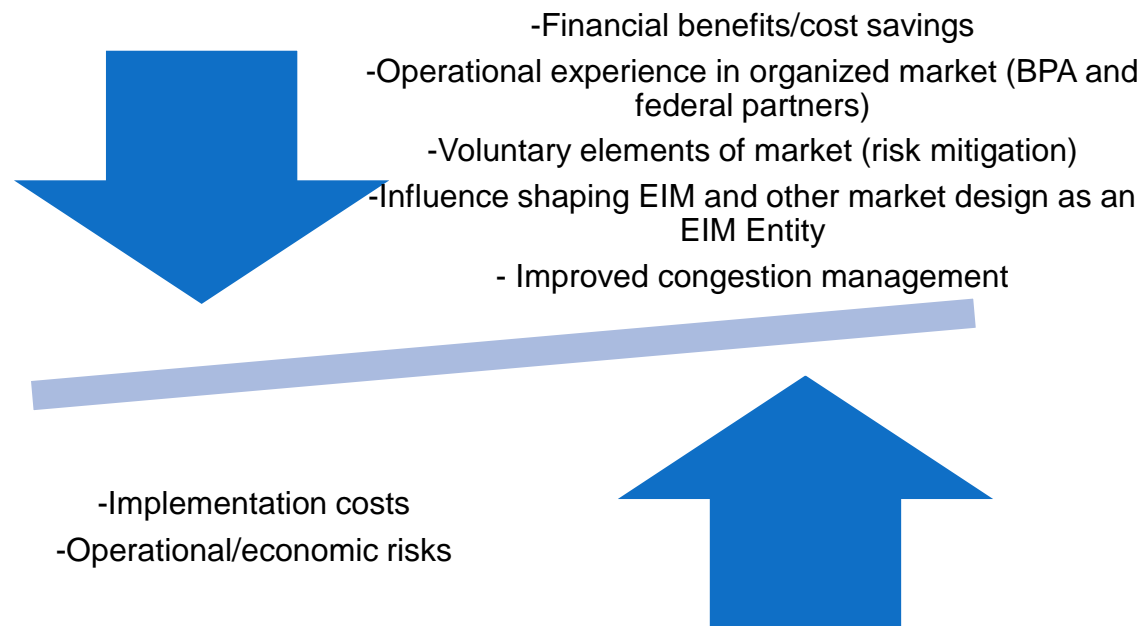 -Financial benefits/cost savings
-Operational experience in organized market (BPA and
federal partners)
-Voluntary elements of market (risk mitigation)
-Influence shaping EIM and other market design as an
EIM Entity
- Improved congestion management
-Implementation costs
-Operational/economic risks